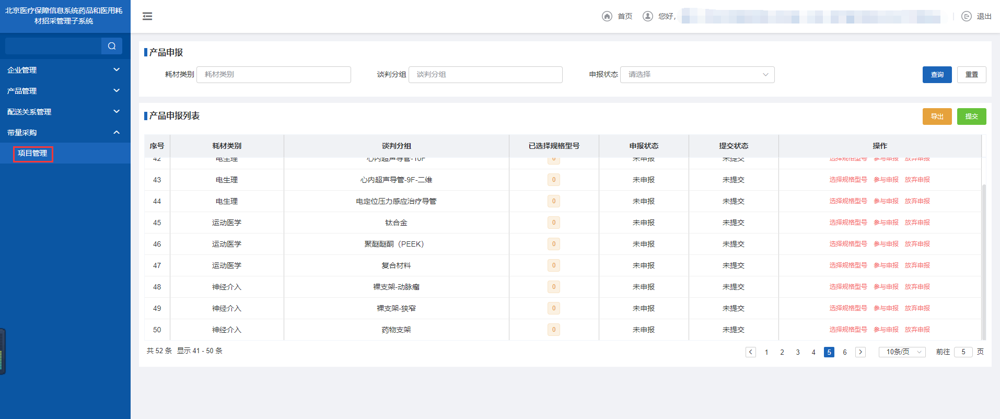 北京医疗保障信息系统药品和医用耗
材招采管理子系统
首页 您好, 退出
企业管理
产品管理
配送关系管理
带量采购
项目管理
产品申报
耗材类别 耗材类别 谈判分组 谈判分组 申报状态 请选择 查询 重置
产品申报列表 导出 提交
序号 耗材类别 谈判分组 已选择规格型号 申报状态 提交状态 操作
42 电生理 心内超声导管-10F 0 未申报 未提交 选择规格型号 参与申报 放弃申报
43 电生理 心内超声导管-9F-二维 0 未申报 未提交 选择规格型号 参与申报 放弃申报
44 电生理 电定位压力感应治疗导管 0 未申报 未提交 选择规格型号 参与申报 放弃申报
45 运动医学 钛合金 0 未申报 未提交 选择规格型号 参与申报 放弃申报
46 运动医学 聚醚醚酮（PEEK） 0 未申报 未提交 选择规格型号 参与申报 放弃申报
47 运动医学 复合材料 0 未申报 未提交 选择规格型号 参与申报 放弃申报
48 神经介入 裸支架-动脉瘤 0 未申报 未提交 选择规格型号 参与申报 放弃申报
49 神经介入 裸支架-狭窄 0 未申报 未提交 选择规格型号 参与申报 放弃申报
50 神经介入 药物支架 0 未申报 未提交 选择规格型号 参与申报 放弃申报
共 52 条 显示 41 - 50 条 1 2 3 4 5 6 10条/页 前往 5 页